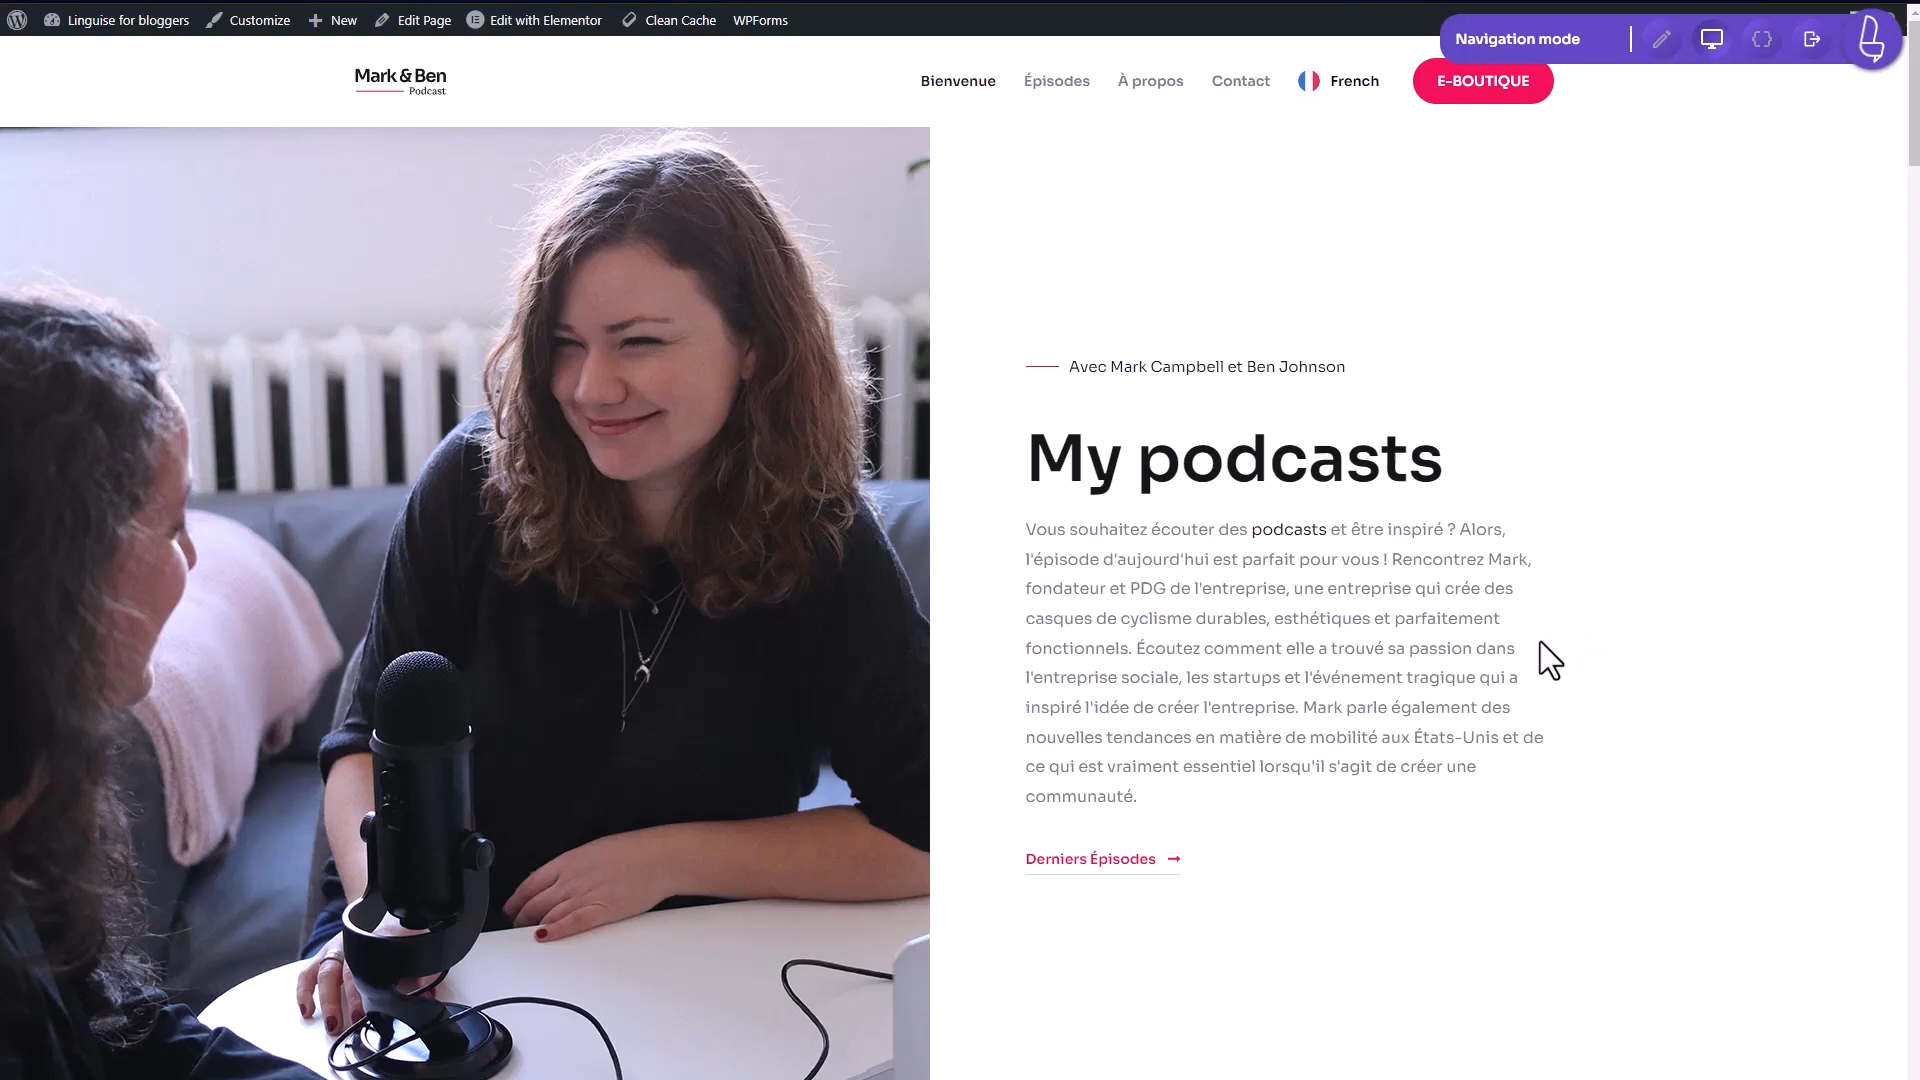 Linguise for bloggers Customize New Edit Page Edit with Elementor Clean Cache WPForms
Navigation mode
Mark & Ben
Podcast
Bienvenue Épisodes À propos Contact French E-BOUTIQUE
Avec Mark Campbell et Ben Johnson
My podcasts
Vous souhaitez écouter des podcasts et être inspiré ? Alors,
l'épisode d'aujourd'hui est parfait pour vous ! Rencontrez Mark,
fondateur et PDG de l'entreprise, une entreprise qui crée des
casques de cyclisme durables, esthétiques et parfaitement
fonctionnels. Écoutez comment elle a trouvé sa passion dans
l'entreprise sociale, les startups et l'événement tragique qui a
inspiré l'idée de créer l'entreprise. Mark parle également des
nouvelles tendances en matière de mobilité aux États-Unis et de
ce qui est vraiment essentiel lorsqu'il s'agit de créer une
communauté.
Derniers Épisodes